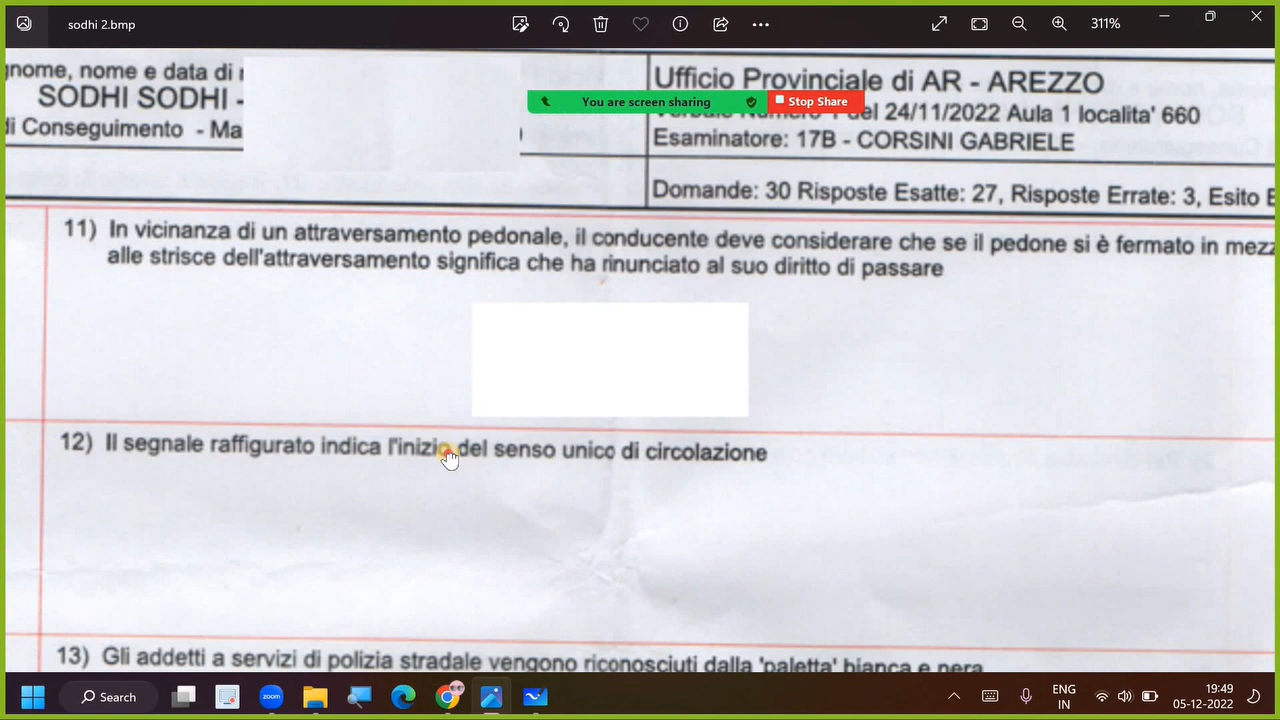 sodhi 2.bmp
311%
nome, nome e data di
SODHI SODHI -
di Conseguimento - Ma
Ufficio Provinciale di AR - AREZZO
You are screen sharing
Stop Share
del 24/11/2022 Aula 1 localita' 660
Esaminatore: 17B - CORSINI GABRIELE
Domande: 30 Risposte Esatte: 27, Risposte Errate: 3, Esito E
11) In vicinanza di un attraversamento pedonale, il conducente deve considerare che se il pedone si è fermato in mezz
alle strisce dell'attraversamento significa che ha rinunciato al suo diritto di passare
12) Il segnale raffigurato indica l'inizio del senso unico di circolazione
13) Gli addetti a servizi di polizia stradale vengono riconosciuti dalla 'paletta' bianca e nera
Search
zoom
ENG
IN
19:49
05-12-2022